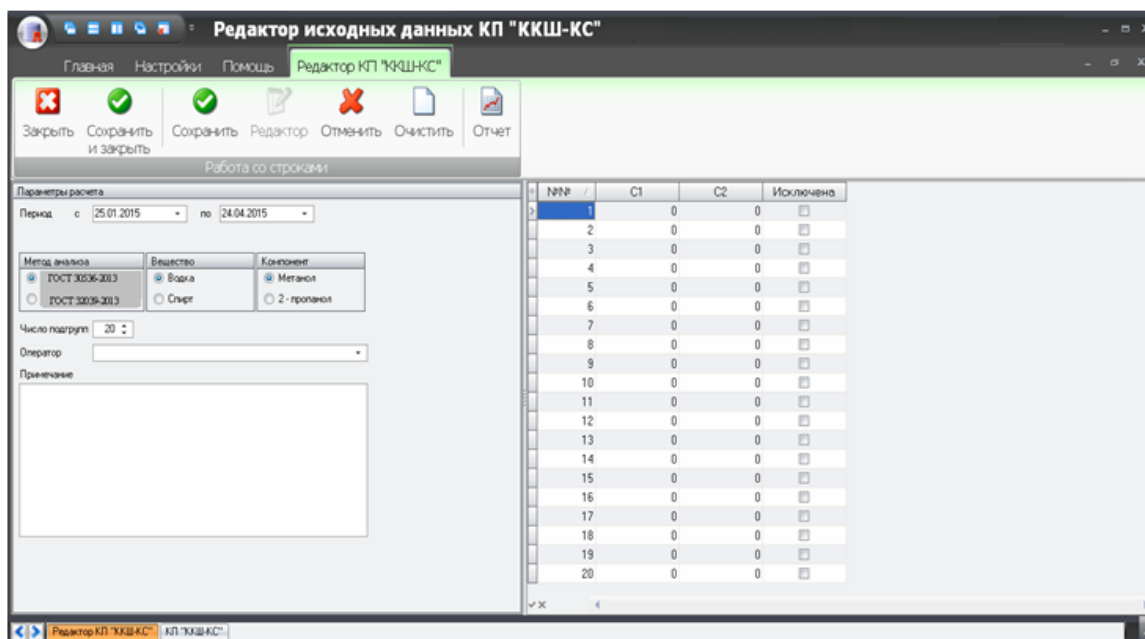 Редактор исходных данных КП "ККШ-КС"
Главная Настройки Помощь Редактор КП "ККШ-КС"
Закрыть Сохранить и закрыть Сохранить Редактор Отменить Очистить Отчет
Работа со строками
Параметры расчета
Период с 25.01.2015 по 24.04.2015
Метод анализа Вещество Компонент
ГОСТ 30536-2013 Водка Метанол
ГОСТ 32039-2013 Спирт 2 - пропанол
Число подгрупп 20
Оператор
Примечание
№№ С1 С2 Исключена
1 0 0
2 0 0
3 0 0
4 0 0
5 0 0
6 0 0
7 0 0
8 0 0
9 0 0
10 0 0
11 0 0
12 0 0
13 0 0
14 0 0
15 0 0
16 0 0
17 0 0
18 0 0
19 0 0
20 0 0
Редактор КП "ККШ-КС" КП "ККШ-КС"